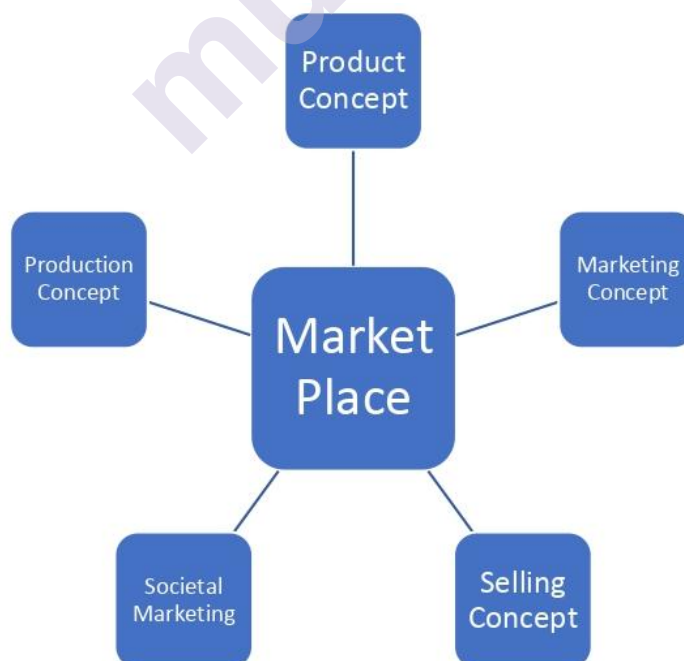 Product
Concept
Production
Concept
Marketing
Concept
Market
Place
Societal
Marketing
Selling
Concept